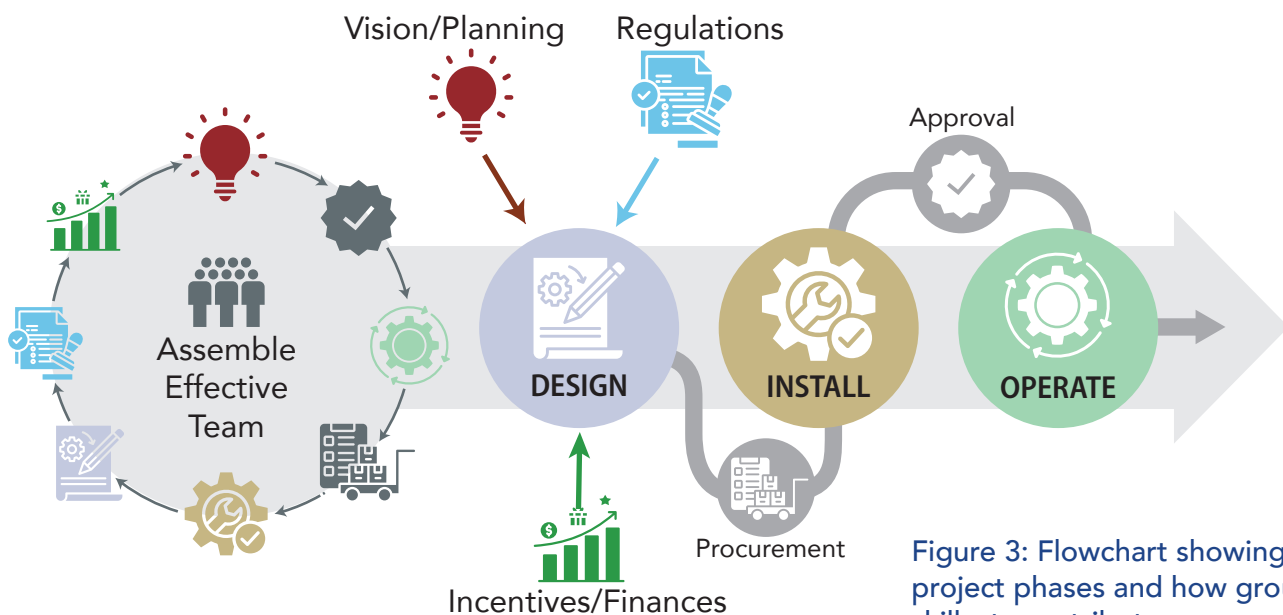 Vision/Planning
Regulations
Approval
Assemble
Effective
Team
DESIGN
INSTALL
OPERATE
Procurement
Incentives/Finances
Figure 3: Flowchart showing
project phases and how